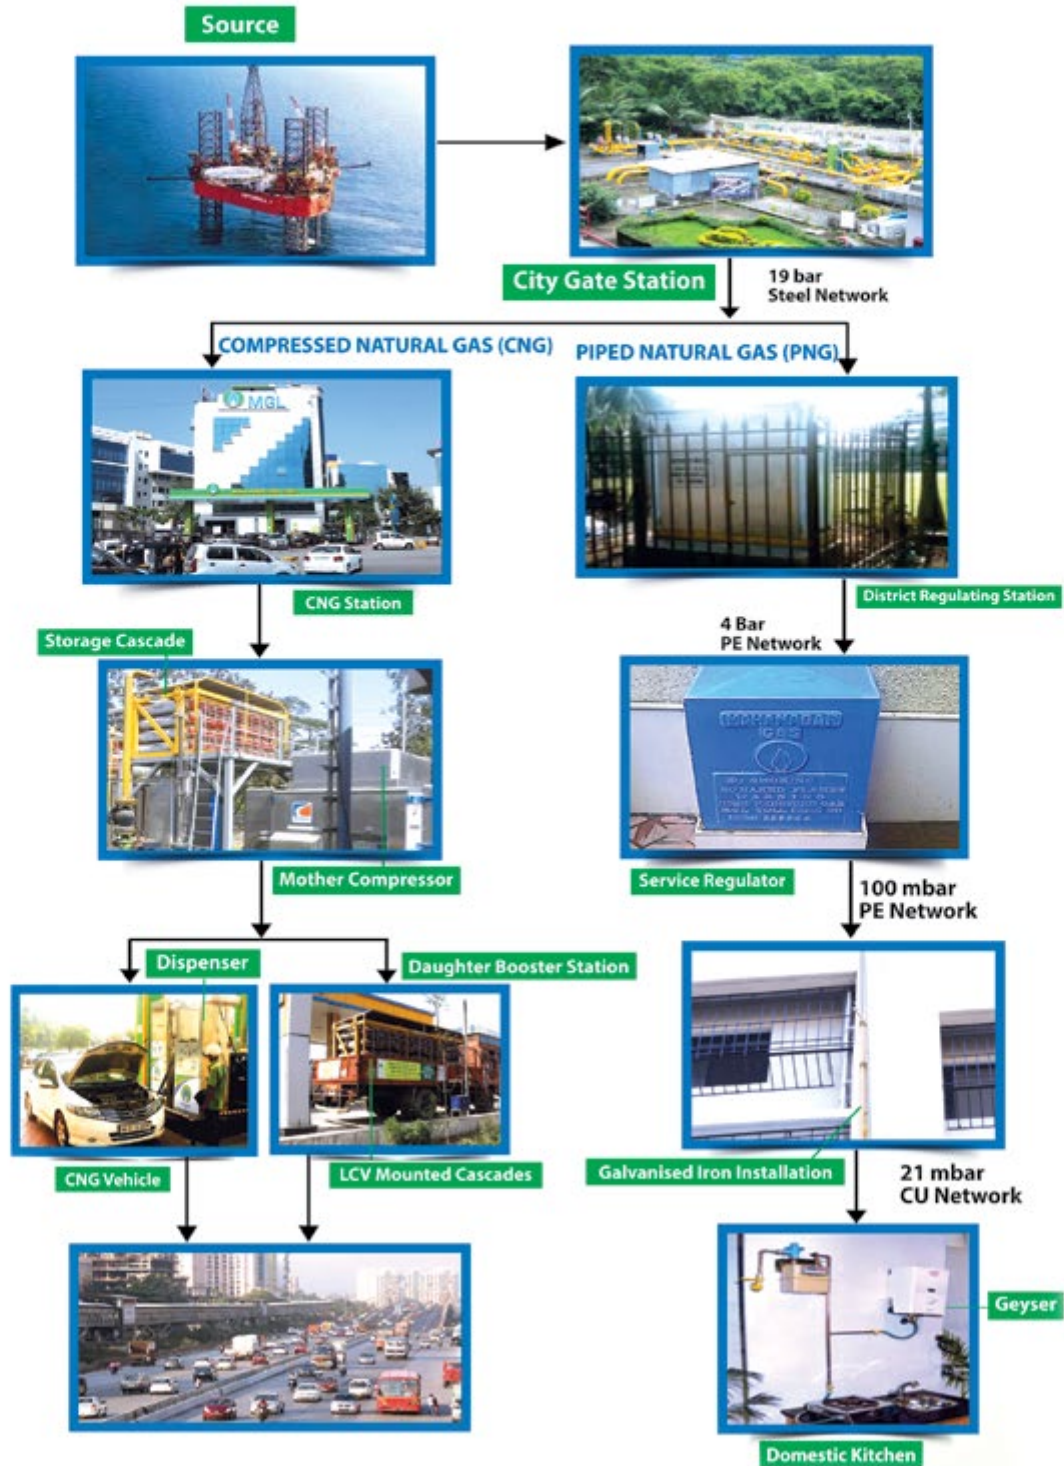 Source
City Gate Station
19 bar
Steel Network
COMPRESSED NATURAL GAS (CNG)
PIPED NATURAL GAS (PNG)
MGL
CNG Station
District Regulating Station
4 Bar
PE Network
Storage Cascade
GAS
Mother Compressor
Service Regulator
100 mbar
PE Network
Dispenser
Daughter Booster Station
CNG Vehicle
LCV Mounted Cascades
Galvanised Iron Installation
21 mbar
CU Network
Geyser
Domestic Kitchen